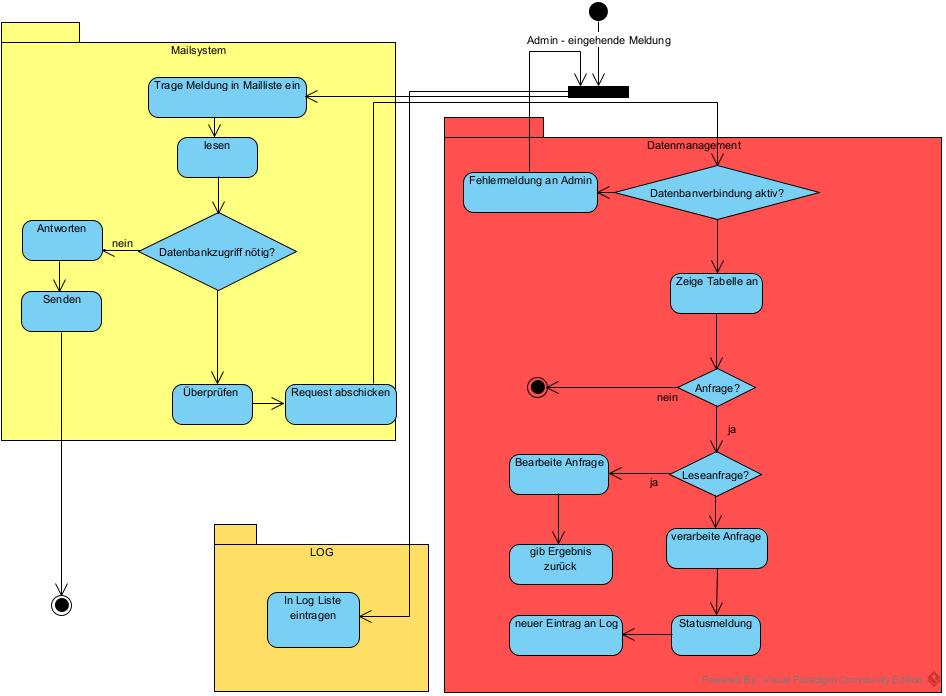 Admin - eingehende Meldung
Mailsystem
Trage Meldung in Mailliste ein
lesen
Datenbankzugriff nötig?
nein
Antworten
Senden
Überprüfen
Request abschicken
LOG
In Log Liste
eintragen
Datenmanagement
Fehlermeldung an Admin
Datenbanverbindung aktiv?
Zeige Tabelle an
Anfrage?
nein
ja
Leseanfrage?
ja
Bearbeite Anfrage
gib Ergebnis
zurück
verarbeite Anfrage
Statusmeldung
neuer Eintrag an Log
Powered By Visual Paradigm Community Edition